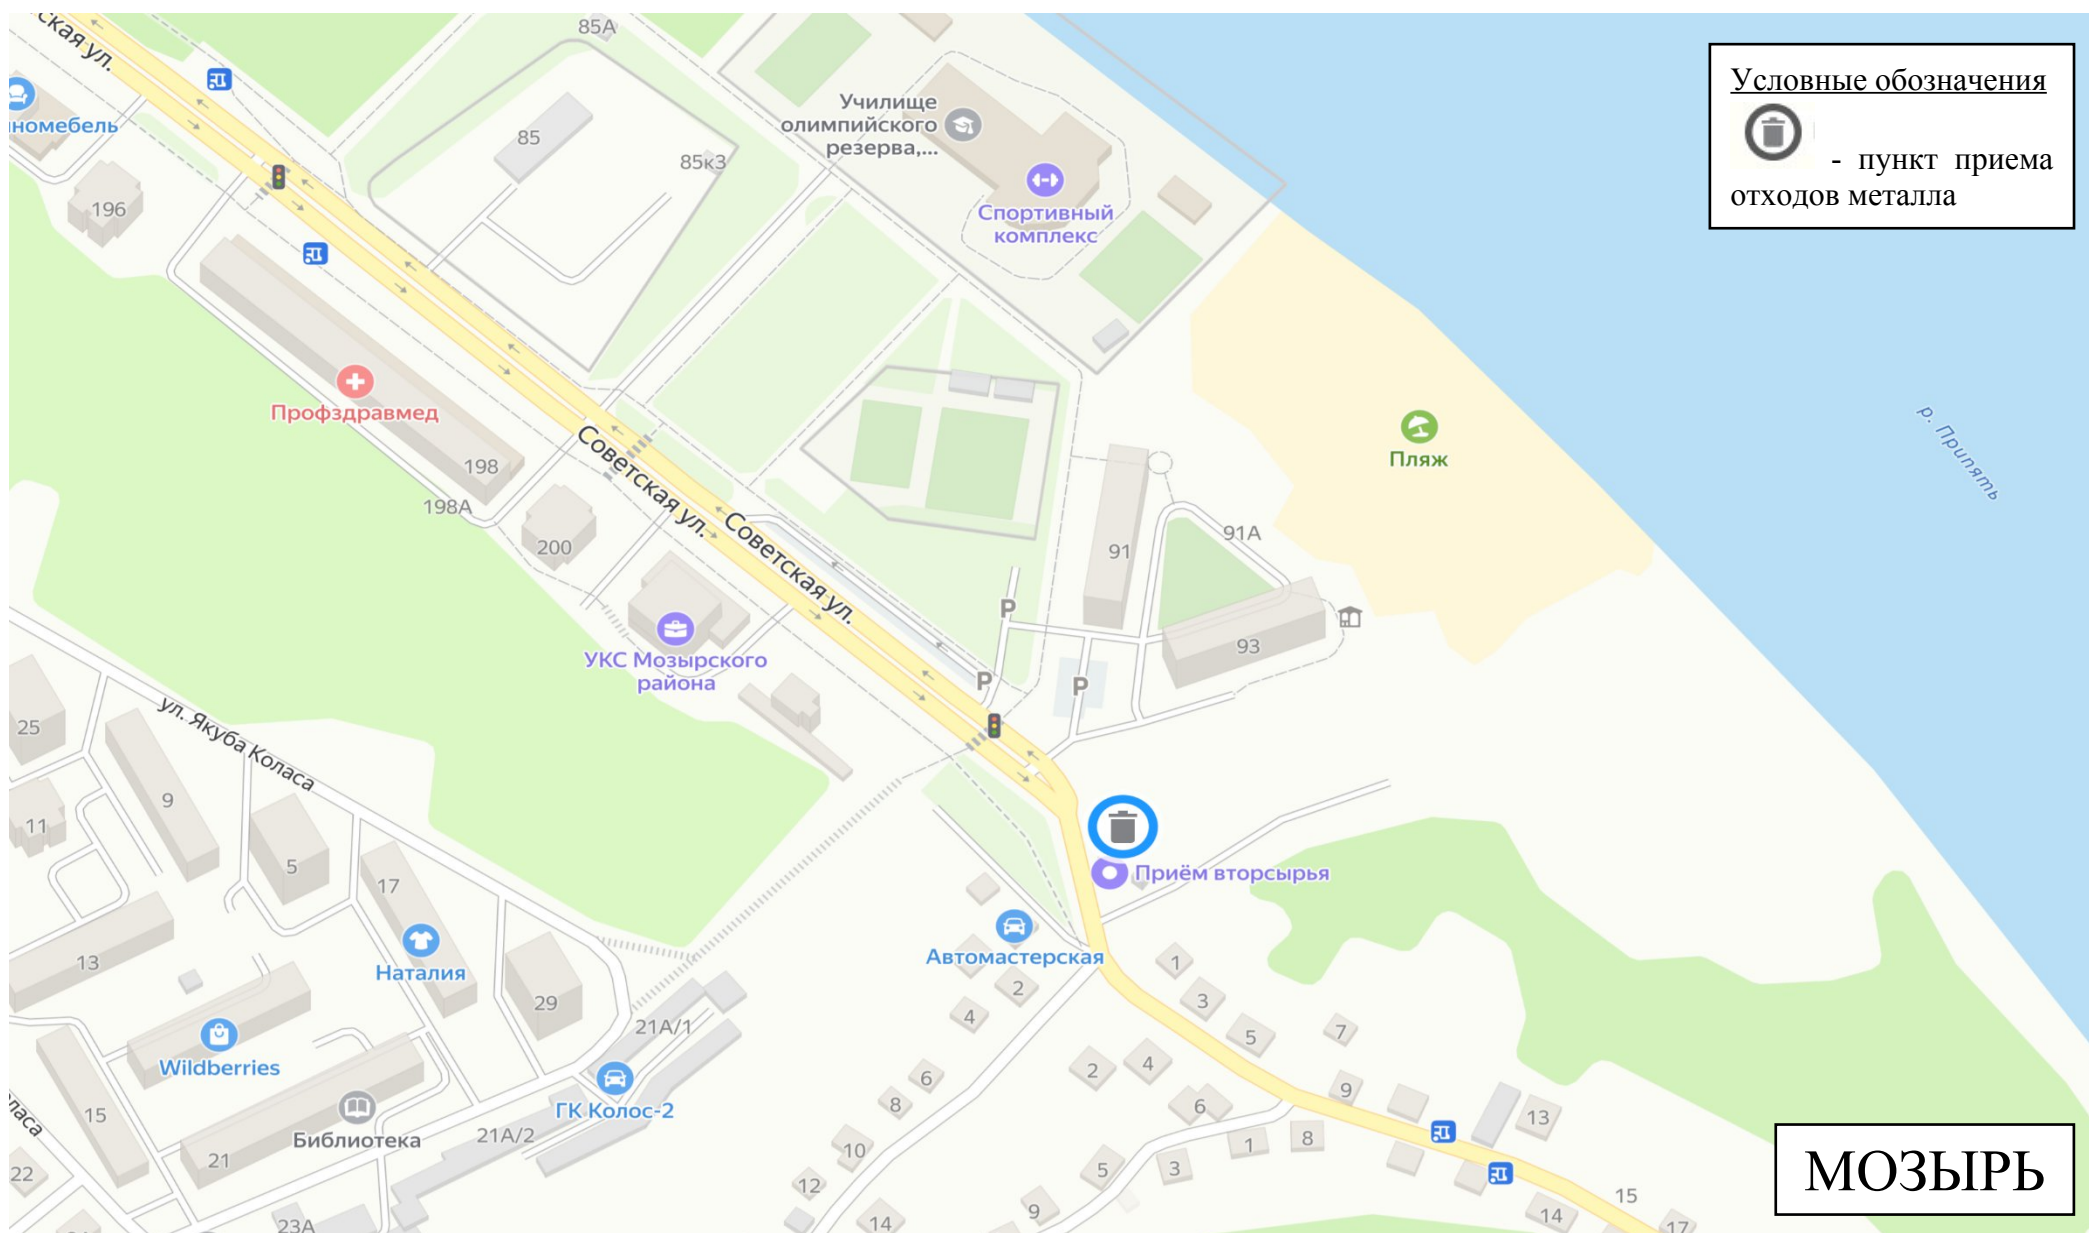 ская ул.
85А
номебель
85
85к3
Училище
олимпийского
резерва,...
Спортивный
комплекс
Условные обозначения
- пункт приема
отходов металла
196
Профздравмед
198
198А
200
Советская ул.
Советская ул.
Пляж
р. Припять
91
91А
93
P
P
P
УКС Мозырского
района
ул. Якуба Коласа
25
9
11
5
17
Наталия
13
29
Приём вторсырья
Автомастерская
1
2
3
4
5
7
Wildberries
21А/1
ГК Колос-2
Библиотека
15
21
21А/2
22
23А
6
8
10
12
14
2
4
6
9
13
1
8
5
3
9
15
14
17
МОЗЫРЬ